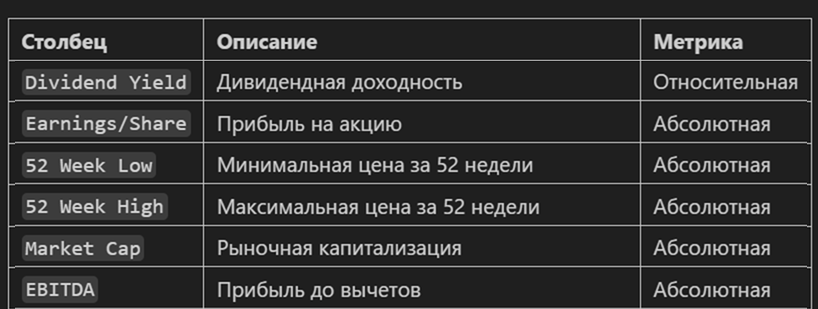 Столбец Описание Метрика
Dividend Yield Дивидендная доходность Относительная
Earnings/Share Прибыль на акцию Абсолютная
52 Week Low Минимальная цена за 52 недели Абсолютная
52 Week High Максимальная цена за 52 недели Абсолютная
Market Cap Рыночная капитализация Абсолютная
EBITDA Прибыль до вычетов Абсолютная